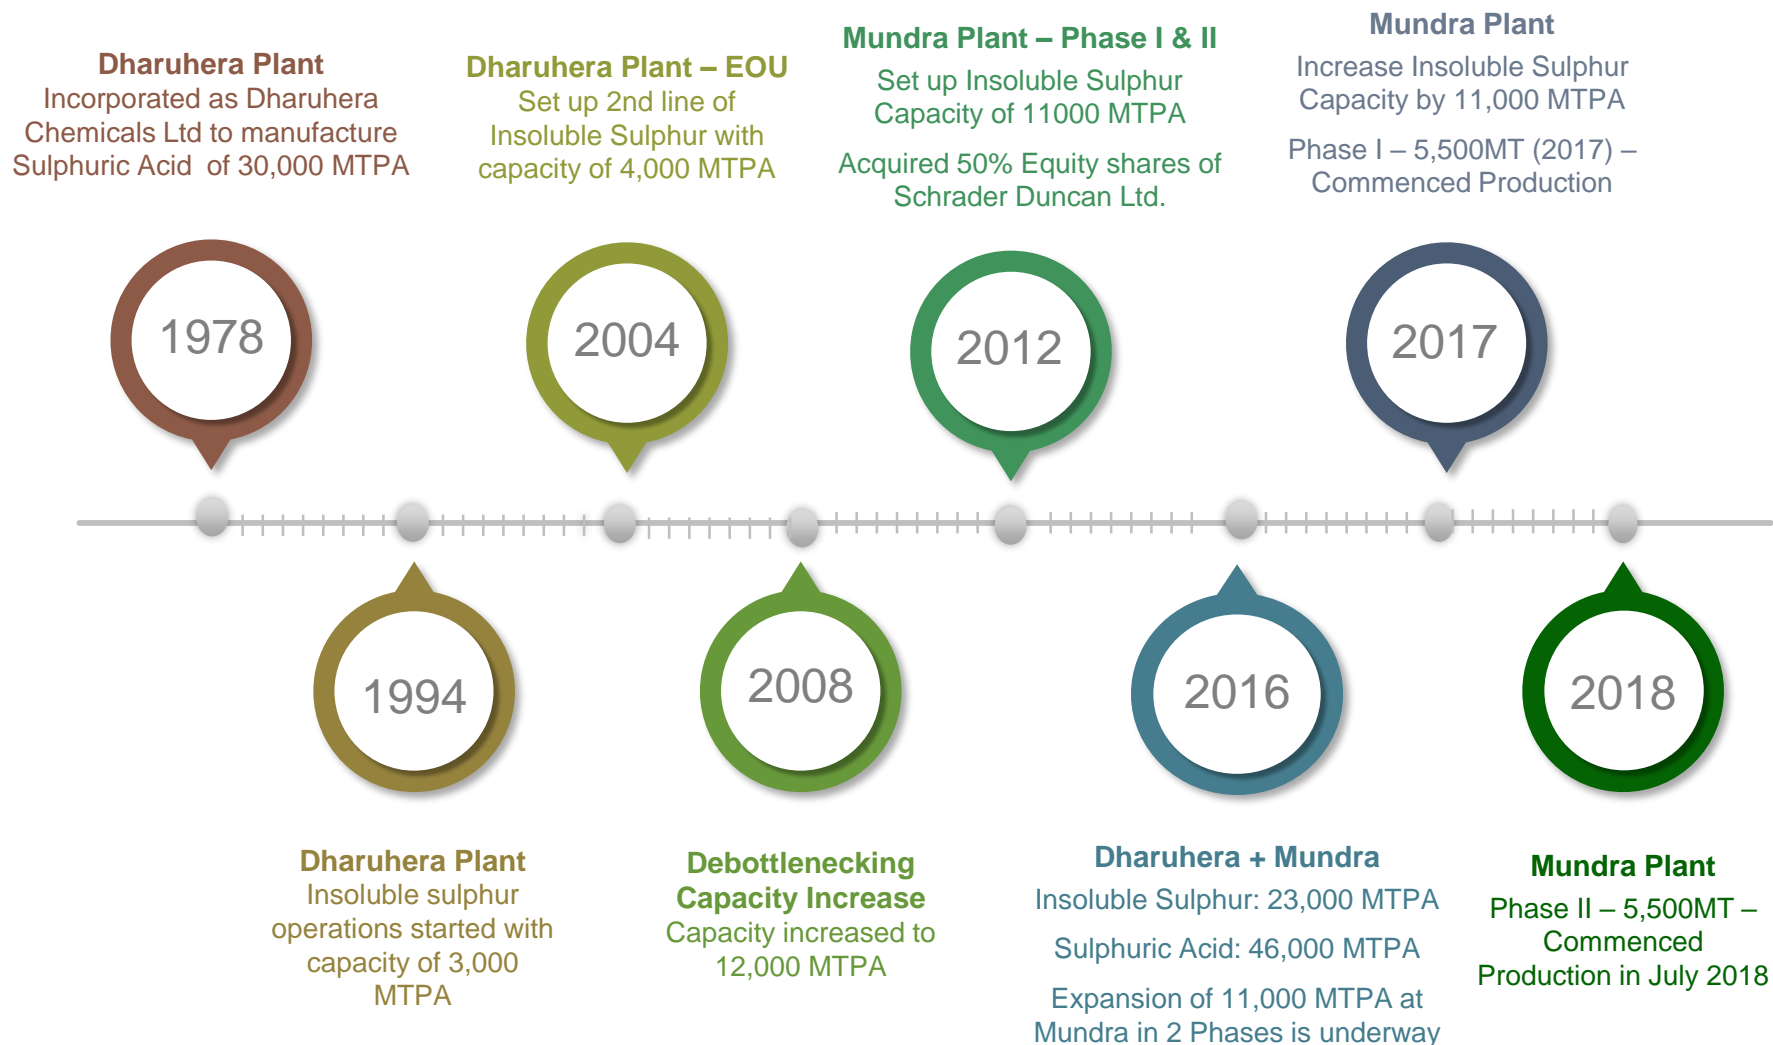 Dharuhera Plant
Incorporated as Dharuhera
Chemicals Ltd to manufacture
Sulphuric Acid of 30,000 MTPA
Dharuhera Plant – EOU
Set up 2nd line of
Insoluble Sulphur with
capacity of 4,000 MTPA
Mundra Plant – Phase I & II
Set up Insoluble Sulphur
Capacity of 11000 MTPA
Acquired 50% Equity shares of
Schrader Duncan Ltd.
Mundra Plant
Increase Insoluble Sulphur
Capacity by 11,000 MTPA
Phase I – 5,500MT (2017) –
Commenced Production
1978
2004
2012
2017
1994
2008
2016
2018
Dharuhera Plant
Insoluble sulphur
operations started with
capacity of 3,000
MTPA
Debottlenecking
Capacity Increase
Capacity increased to
12,000 MTPA
Dharuhera + Mundra
Insoluble Sulphur: 23,000 MTPA
Sulphuric Acid: 46,000 MTPA
Expansion of 11,000 MTPA at
Mundra in 2 Phases is underway
Mundra Plant
Phase II – 5,500MT –
Commenced
Production in July 2018